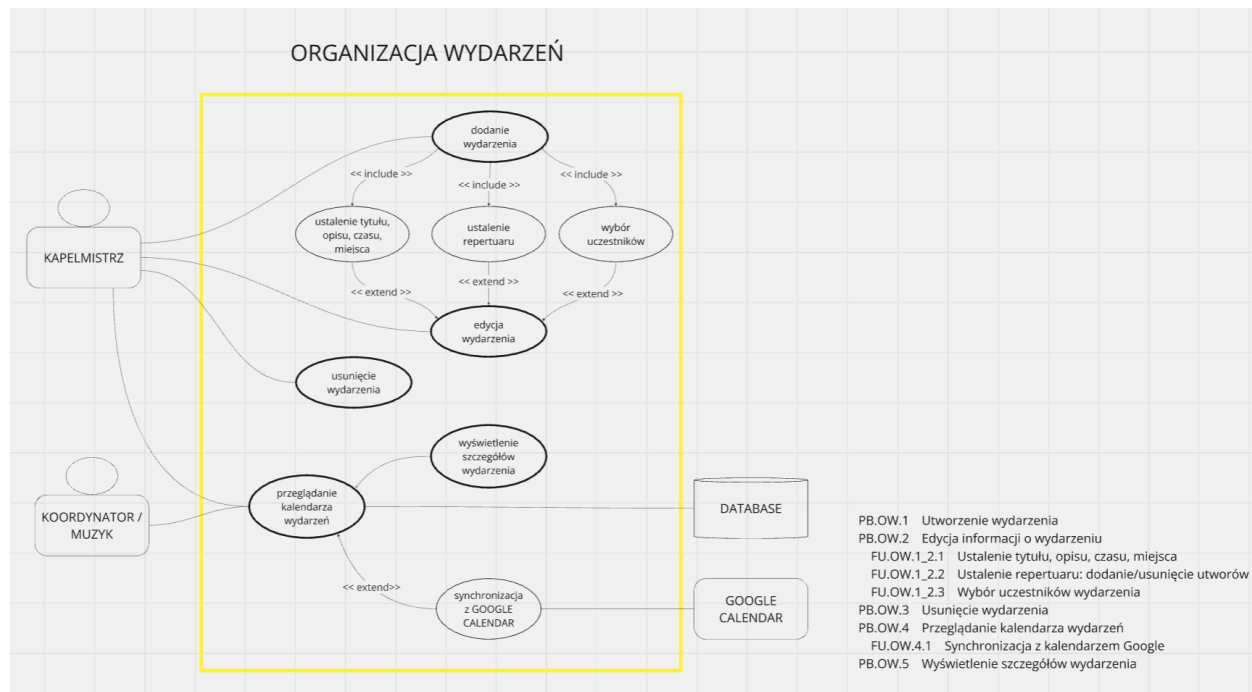 ORGANIZACJA WYDARZEŃ
dodanie
wydarzenia
<< include >>
<< include >>
<< include >>
ustalenie tytułu,
opisu, czasu,
miejsca
ustalenie
repertuaru
wybór
uczestników
KAPELMISTRZ
<< extend >>
<< extend >>
<< extend >>
edycja
wydarzenia
usunięcie
wydarzenia
wyświetlenie
szczegółów
wydarzenia
przeglądanie
kalendarza
wydarzeń
KOORDYNATOR /
MUZYK
DATABASE
<< extend>>
synchronizacja
z GOOGLE
CALENDAR
GOOGLE
CALENDAR
PB.OW.1 Utworzenie wydarzenia
PB.OW.2 Edycja informacji o wydarzeniu
FU.OW.1_2.1 Ustalenie tytułu, opisu, czasu, miejsca
FU.OW.1_2.2 Ustalenie repertuaru: dodanie/usunięcie utworów
FU.OW.1_2.3 Wybór uczestników wydarzenia
PB.OW.3 Usunięcie wydarzenia
PB.OW.4 Przeglądanie kalendarza wydarzeń
FU.OW.4.1 Synchronizacja z kalendarzem Google
PB.OW.5 Wyświetlenie szczegółów wydarzenia